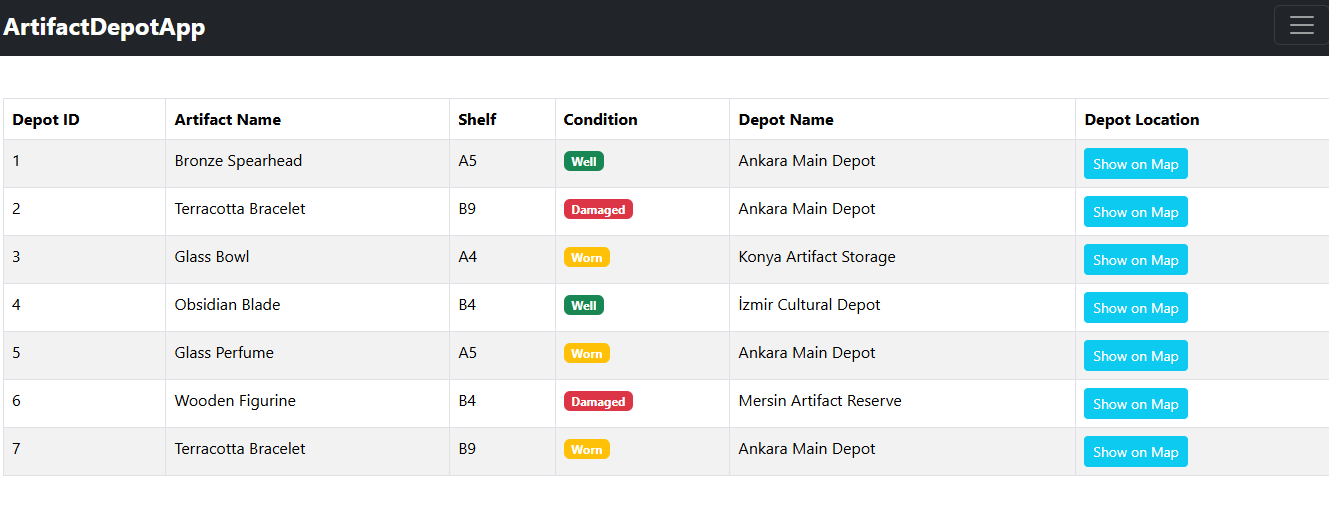 ArtifactDepotApp
Depot ID Artifact Name Shelf Condition Depot Name Depot Location
1 Bronze Spearhead A5 Well Ankara Main Depot Show on Map
2 Terracotta Bracelet B9 Damaged Ankara Main Depot Show on Map
3 Glass Bowl A4 Worn Konya Artifact Storage Show on Map
4 Obsidian Blade B4 Well İzmir Cultural Depot Show on Map
5 Glass Perfume A5 Worn Ankara Main Depot Show on Map
6 Wooden Figurine B4 Damaged Mersin Artifact Reserve Show on Map
7 Terracotta Bracelet B9 Worn Ankara Main Depot Show on Map